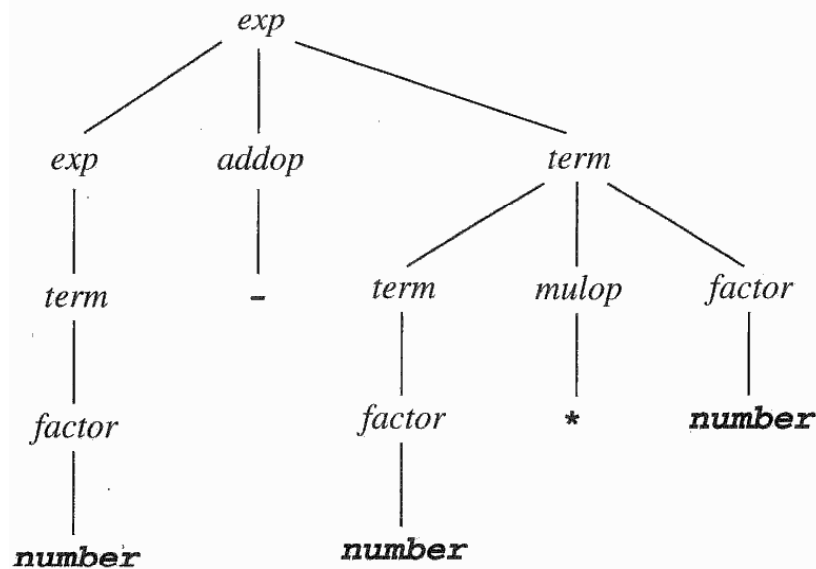 exp
exp addop term
term - term mulop factor
factor factor * number
number number